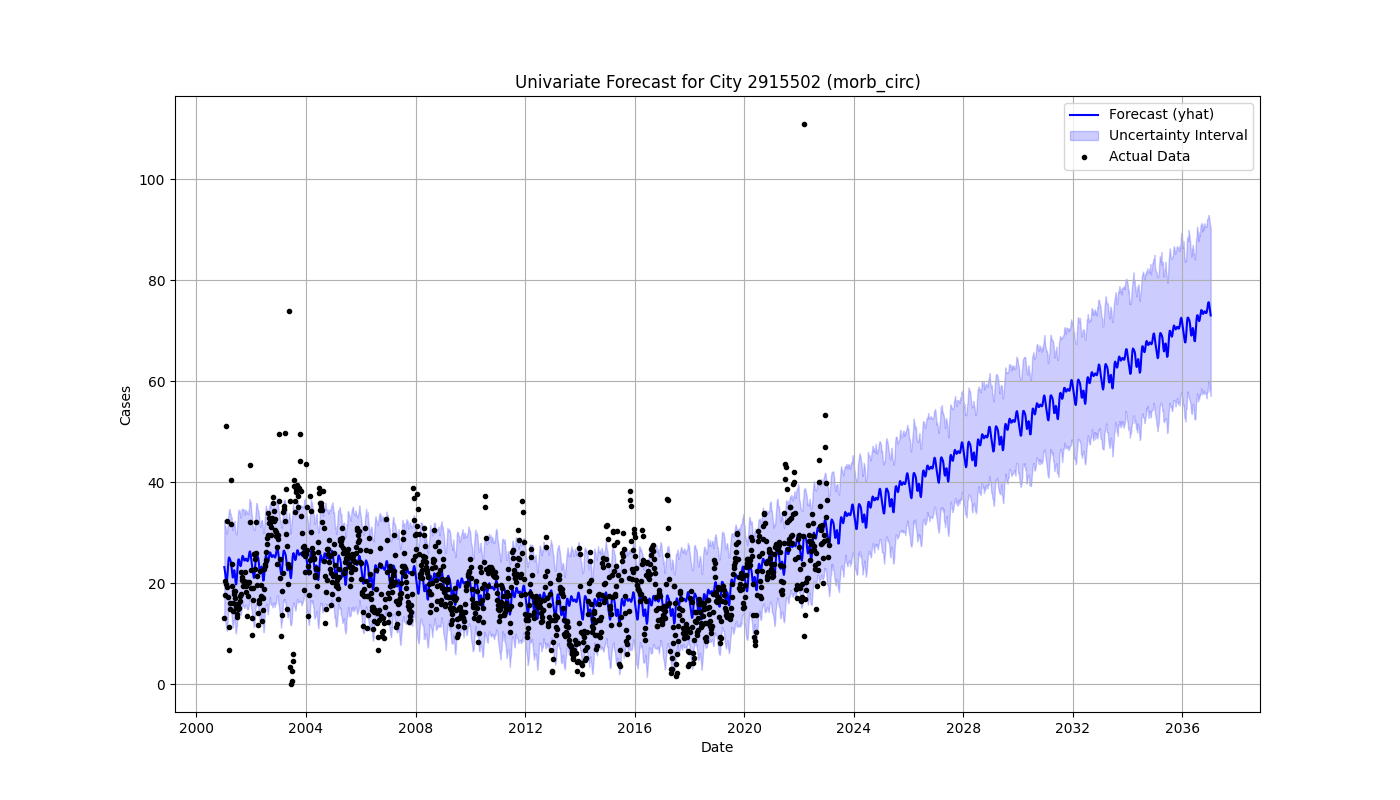 Univariate Forecast for City 2915502 (morb_circ)
Forecast (yhat)
Uncertainty Interval
Actual Data
100
80
60
40
20
0
Cases
2000 2004 2008 2012 2016 2020 2024 2028 2032 2036
Date